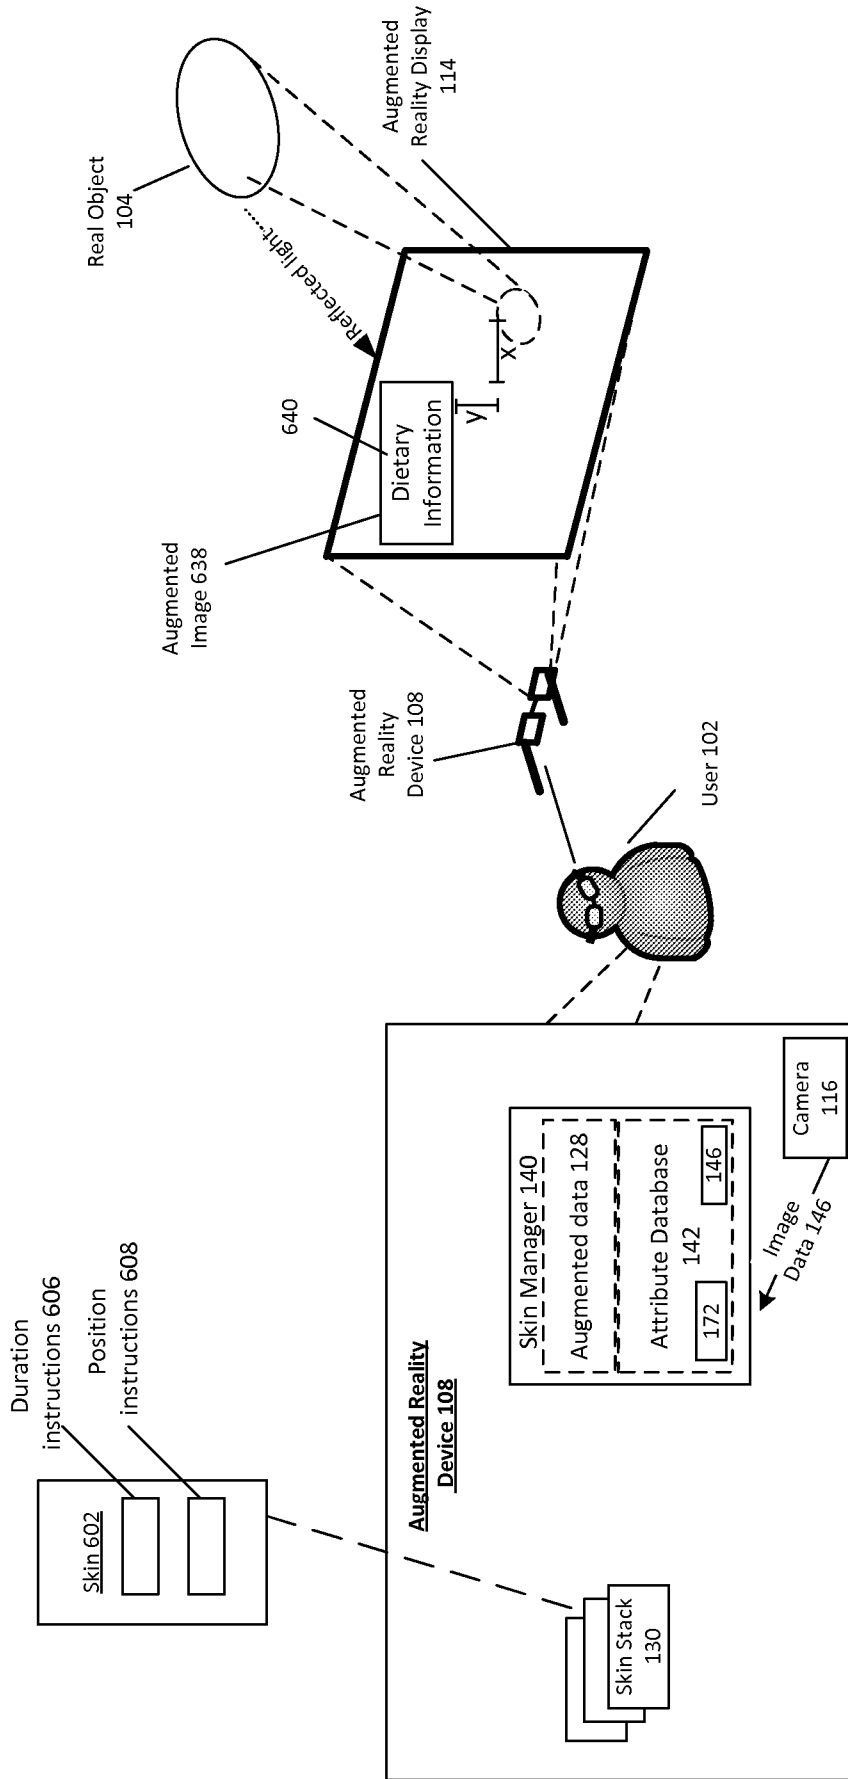 Duration
instructions 606
Position
instructions 608
Skin 602
Augmented Reality
Device 108
Skin Stack
130
Skin Manager 140
Augmented data 128
Attribute Database
142
172
146
Image
Data 146
Camera
116
User 102
Augmented
Reality
Device 108
Augmented
Image 638
640
Dietary
Information
y
x
Reflected light
Real Object
104
Augmented
Reality Display
114